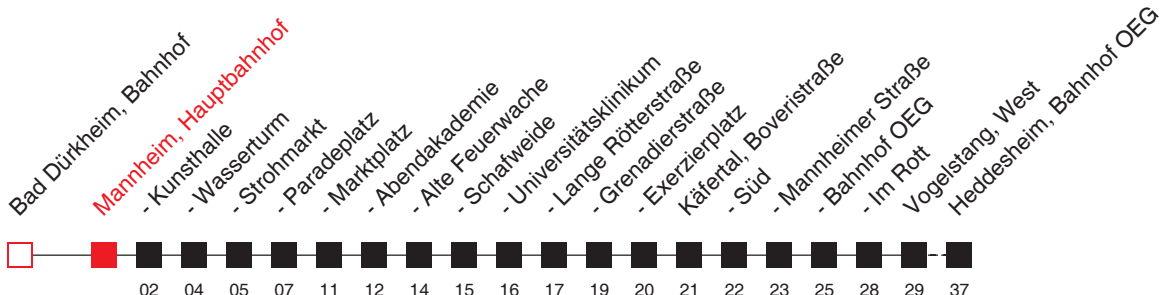 Bad Dürkheim, Bahnhof
Mannheim, Hauptbahnhof
- Kunsthalle
- Wasserturm
- Strohmarkt
- Paradeplatz
- Marktplatz
- Abendakademie
- Alte Feuerwache
- Schafweide
- Universitätsklinikum
- Lange Rötterstraße
- Grenadierstraße
- Exerzierplatz
Käfertal, Boveristraße
- Süd
- Mannheimer Straße
- Bahnhof OEG
- Im Rott
Vogelstang, West
Heddesheim, Bahnhof OEG
02 04 05 07 11 12 14 15 16 17 19 20 21 22 23 25 28 29 37